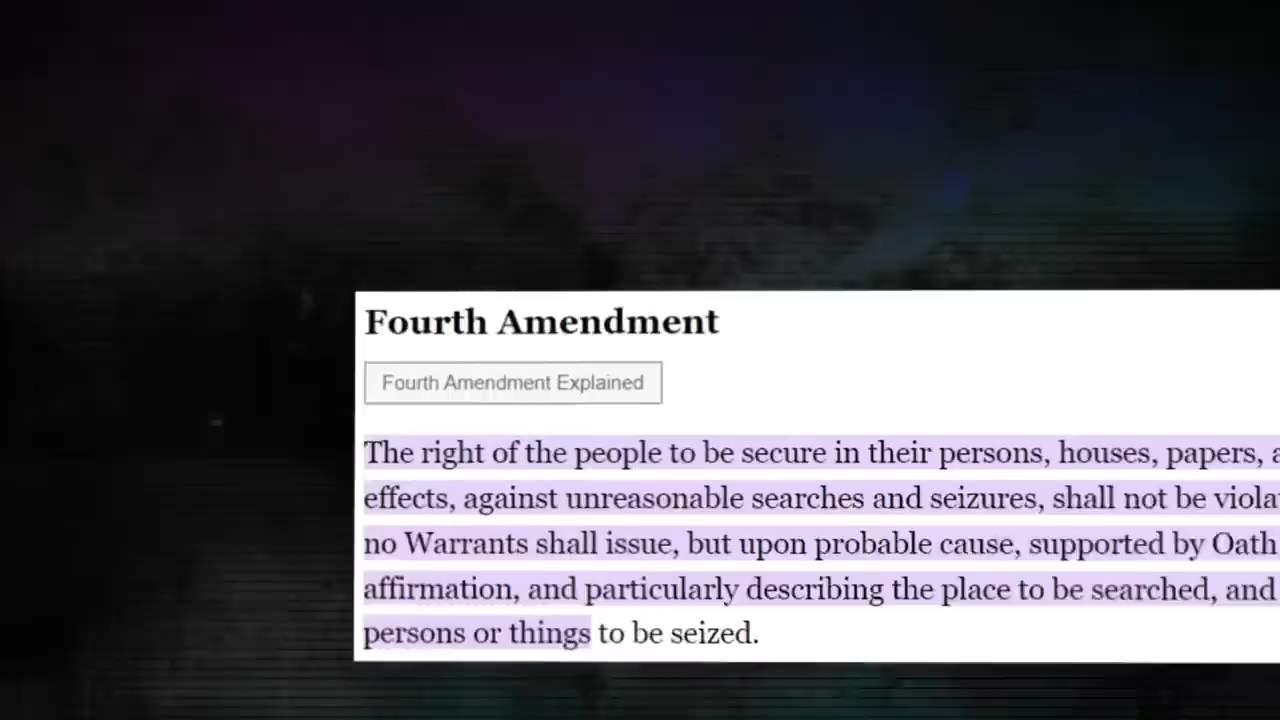 Fourth Amendment
Fourth Amendment Explained
The right of the people to be secure in their persons, houses, papers, a
effects, against unreasonable searches and seizures, shall not be viola
no Warrants shall issue, but upon probable cause, supported by Oath
affirmation, and particularly describing the place to be searched, and
persons or things to be seized.